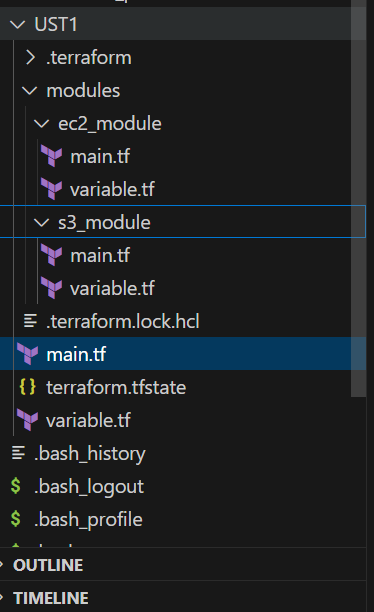 UST1
.terraform
modules
ec2_module
main.tf
variable.tf
s3_module
main.tf
variable.tf
.terraform.lock.hcl
main.tf
terraform.tfstate
variable.tf
.bash_history
.bash_logout
.bash_profile
OUTLINE
TIMELINE